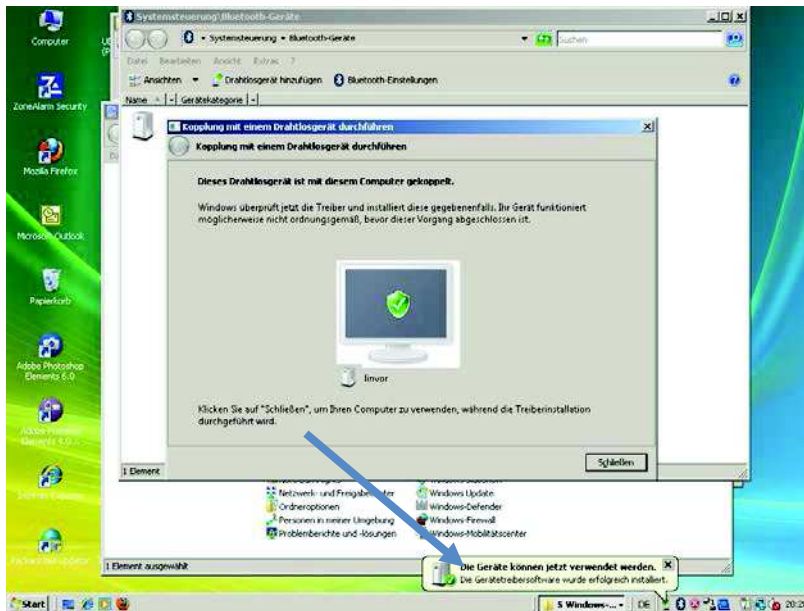 Computer
ZoneAlarm Security
Mozilla Firefox
Microsoft Outlook
Papierkorb
Adobe Photoshop
Elements 6.0
Systemsteuerung\Bluetooth-Geräte
Systemsteuerung Bluetooth-Geräte
Suchen
Datei Bearbeiten Ansicht Extras ?
Ansichten Drahtlosgerät hinzufügen Bluetooth-Einstellungen
Name Gerätekategorie
Kopplung mit einem Drahtlosgerät durchführen
Kopplung mit einem Drahtlosgerät durchführen
Dieses Drahtlosgerät ist mit diesem Computer gekoppelt.
Windows überprüft jetzt die Treiber und installiert diese gegebenenfalls. Ihr Gerät funktioniert
möglicherweise nicht ordnungsgemäß, bevor dieser Vorgang abgeschlossen ist.
linvor
Klicken Sie auf "Schließen", um Ihren Computer zu verwenden, während die Treiberinstallation
durchgeführt wird.
Schließen
1 Element
Netzwerk- und Windows Update
Ordneroptionen Windows-Defender
Personen in meiner Umgebung Windows-Firewall
Problemberichte und -lösungen Windows-Mobilitätscenter
1 Element ausgewählt
Die Geräte können jetzt verwendet werden.
Die Gerätetreibersoftware wurde erfolgreich installiert.
Start
5 Windows-...
DE